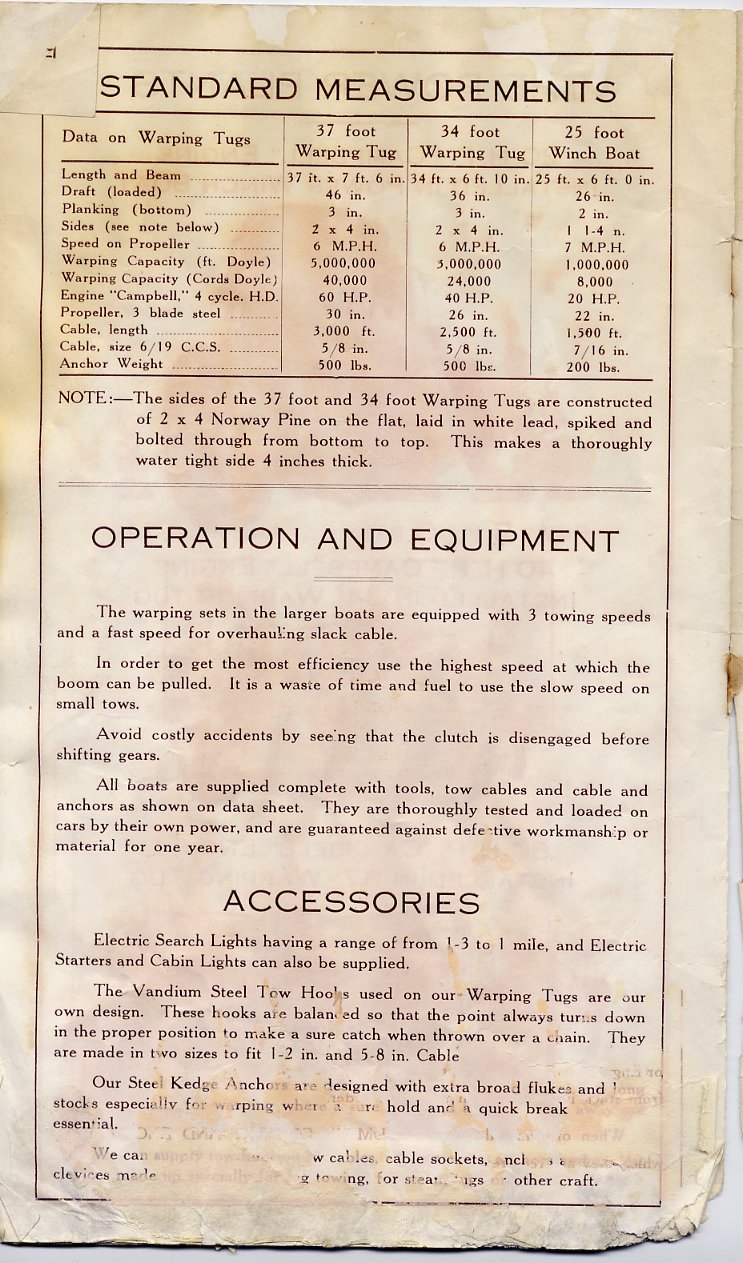 STANDARD MEASUREMENTS
Data on Warping Tugs 37 foot Warping Tug 34 foot Warping Tug 25 foot Winch Boat
Length and Beam 37 ft. x 7 ft. 6 in. 34 ft. x 6 ft. 10 in. 25 ft. x 6 ft. 0 in.
Draft (loaded) 46 in. 36 in. 26 in.
Planking (bottom) 3 in. 3 in. 2 in.
Sides (see note below) 2 x 4 in. 2 x 4 in. 1 1-4 n.
Speed on Propeller 6 M.P.H. 6 M.P.H. 7 M.P.H.
Warping Capacity (ft. Doyle) 5,000,000 3,000,000 1,000,000
Warping Capacity (Cords Doyle) 40,000 24,000 8,000
Engine "Campbell," 4 cycle. H.D. 60 H.P. 40 H.P. 20 H.P.
Propeller, 3 blade steel 30 in. 26 in. 22 in.
Cable, length 3,000 ft. 2,500 ft. 1,500 ft.
Cable, size 6/19 C.C.S. 5/8 in. 5/8 in. 7/16 in.
Anchor Weight 500 lbs. 500 lbs. 200 lbs.
NOTE:—The sides of the 37 foot and 34 foot Warping Tugs are constructed
of 2 x 4 Norway Pine on the flat, laid in white lead, spiked and
bolted through from bottom to top. This makes a thoroughly
water tight side 4 inches thick.
OPERATION AND EQUIPMENT
The warping sets in the larger boats are equipped with 3 towing speeds
and a fast speed for overhauling slack cable.
In order to get the most efficiency use the highest speed at which the
boom can be pulled. It is a waste of time and fuel to use the slow speed on
small tows.
Avoid costly accidents by seeing that the clutch is disengaged before
shifting gears.
All boats are supplied complete with tools, tow cables and cable and
anchors as shown on data sheet. They are thoroughly tested and loaded on
cars by their own power, and are guaranteed against defective workmanship or
material for one year.
ACCESSORIES
Electric Search Lights having a range of from 1-3 to 1 mile, and Electric
Starters and Cabin Lights can also be supplied.
The Vandium Steel Tow Hooks used on our Warping Tugs are our
own design. These hooks are balanced so that the point always turns down
in the proper position to make a sure catch when thrown over a chain. They
are made in two sizes to fit 1-2 in. and 5-8 in. Cable
Our Steel Kedge Anchors are designed with extra broad flukes and long
stocks especially for warping where a sure hold and a quick break
essential.
We can supply cables, cable sockets,
clevices made up specially towing, for steam tugs or other craft.